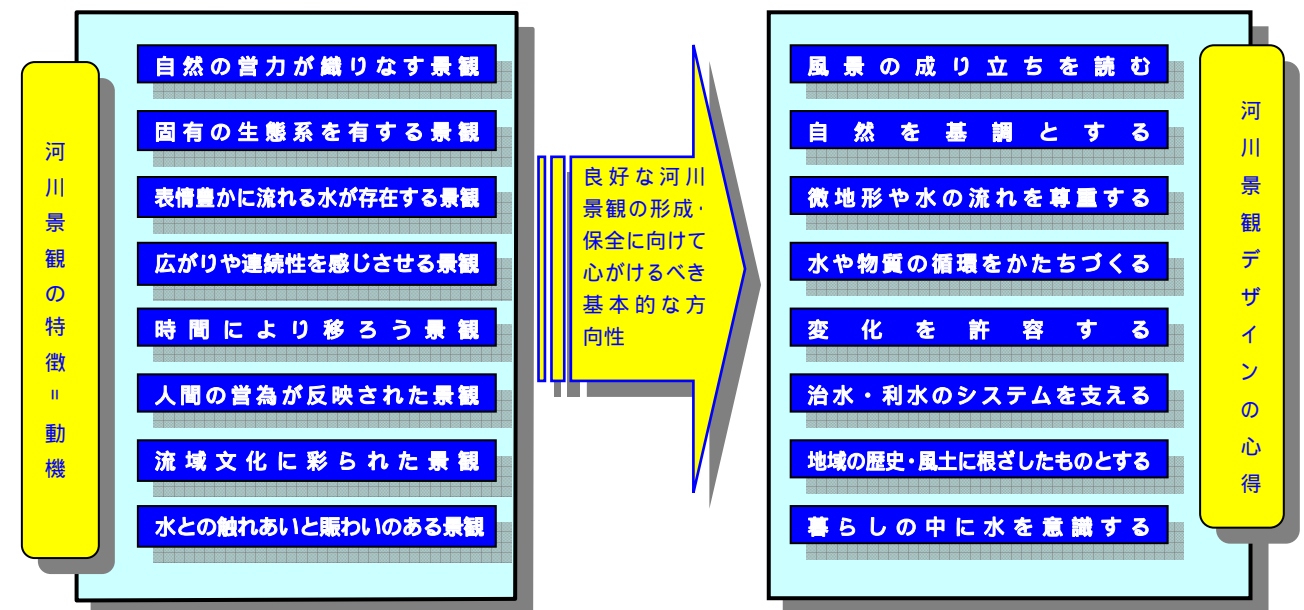 河川景観の特徴=動機
自然の営力が織りなす景観
固有の生態系を有する景観
表情豊かに流れる水が存在する景観
広がりや連続性を感じさせる景観
時間により移ろう景観
人間の営為が反映された景観
流域文化に彩られた景観
水との触れあいと賑わいのある景観
良好な河川
景観の形成・
保全に向けて
心がけるべき
基本的な方
向性
風景の成り立ちを読む
自然を基調とする
微地形や水の流れを尊重する
水や物質の循環をかたちづくる
変化を許容する
治水・利水のシステムを支える
地域の歴史・風土に根ざしたものとする
暮らしの中に水を意識する
河川景観デザインの心得